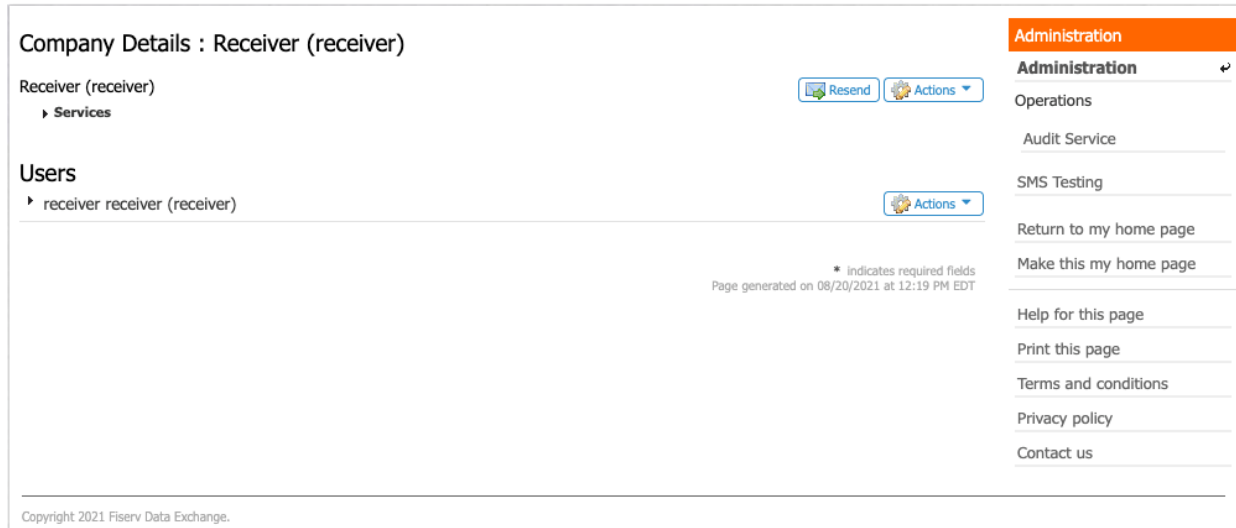 Company Details : Receiver (receiver)
Receiver (receiver)
Resend
Actions
Services
Users
receiver receiver (receiver)
Actions
* indicates required fields
Page generated on 08/20/2021 at 12:19 PM EDT
Administration
Administration
Operations
Audit Service
SMS Testing
Return to my home page
Make this my home page
Help for this page
Print this page
Terms and conditions
Privacy policy
Contact us
Copyright 2021 Fiserv Data Exchange.